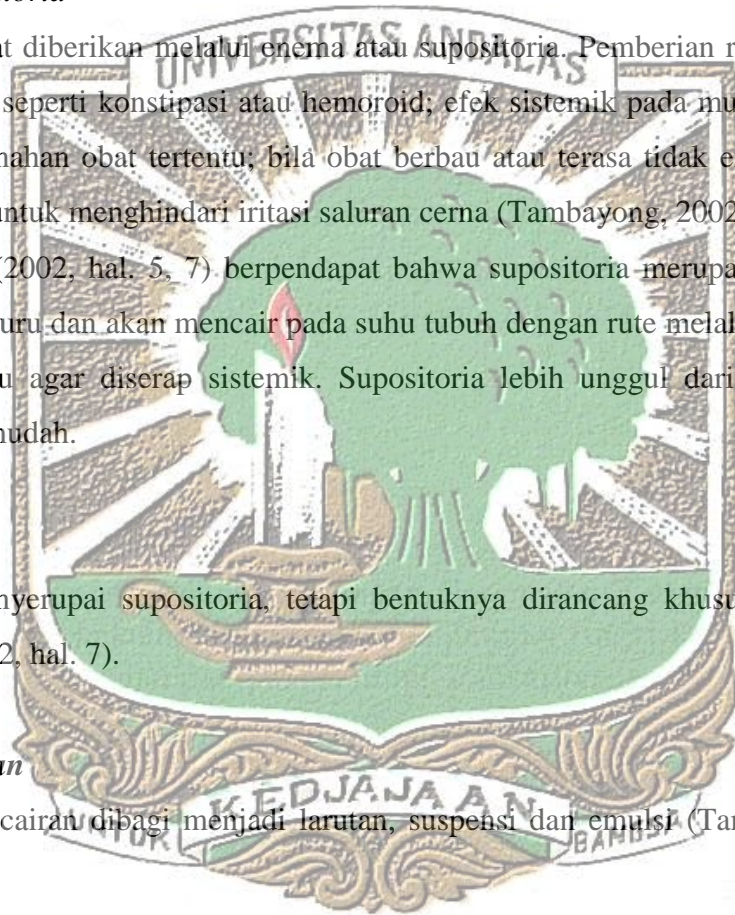 oria
t diberikan melalui enema atau supositoria. Pemberian r
UNIVERSITAS ANDALAS
seperti konstipasi atau hemoroid; efek sistemik pada mu
nahan obat tertentu; bila obat berbau atau terasa tidak e
untuk menghindari iritasi saluran cerna (Tambayong, 2002
(2002, hal. 5, 7) berpendapat bahwa supositoria merupa
uru dan akan mencair pada suhu tubuh dengan rute melal
u agar diserap sistemik. Supositoria lebih unggul dari
mudah.
nyerupai supositoria, tetapi bentuknya dirancang khusu
2, hal. 7).
an
cairan dibagi menjadi larutan, suspensi dan emulsi (Tan
UNTUK KEDJAJAAN BANGSA